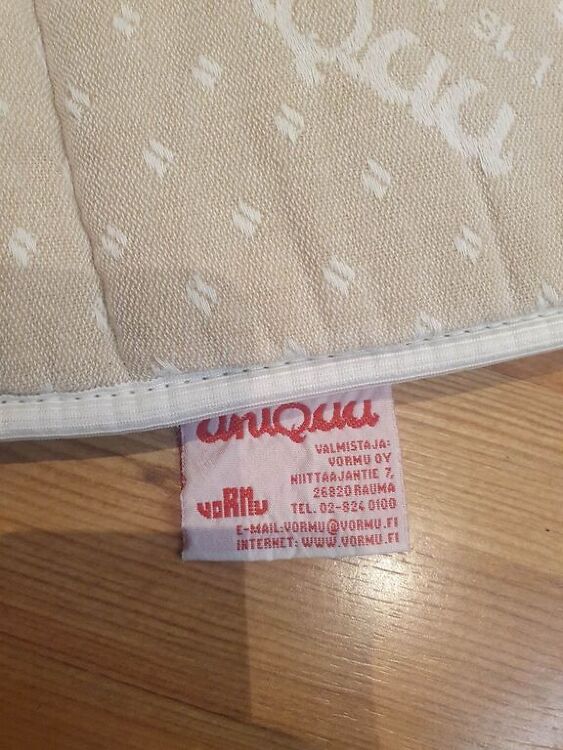 uniQuu
VALMISTAJA:
VORMU OY
NIITTAAJANTIE 7,
26820 RAUMA
VORMU
TEL. 02-824 0100
E-MAIL:VORMU@VORMU.FI
INTERNET: WWW.VORMU.FI